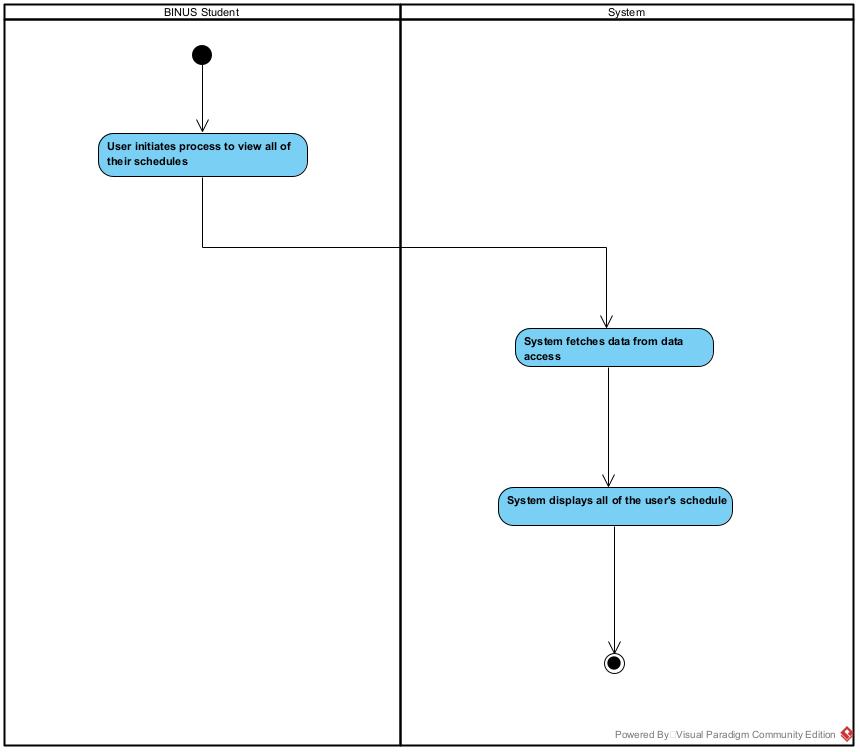 BINUS Student
System
User initiates process to view all of
their schedules
System fetches data from data
access
System displays all of the user's schedule
Powered By Visual Paradigm Community Edition